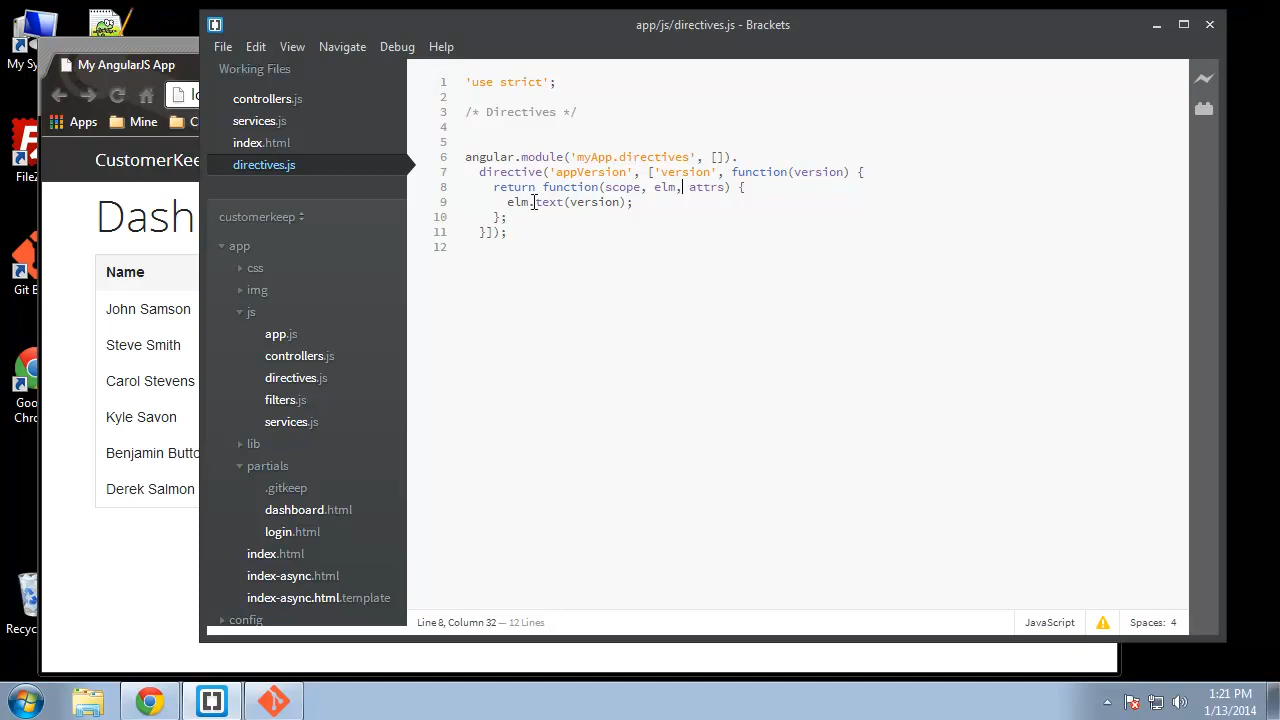 app/js/directives.js - Brackets
File Edit View Navigate Debug Help
Working Files
controllers.js
services.js
index.html
directives.js
customerkeep
app
css
img
js
app.js
controllers.js
directives.js
filters.js
services.js
lib
partials
.gitkeep
dashboard.html
login.html
index.html
index-async.html
index-async.html.template
config
1 'use strict';
2
3 /* Directives */
4
5
6 angular.module('myApp.directives', []).
7 directive('appVersion', ['version', function(version) {
8 return function(scope, elm, attrs) {
9 elm.text(version);
10 };
11 }]);
12
Line 8, Column 32 — 12 Lines
JavaScript
Spaces: 4
My AngularJS App
Apps Mine
CustomerKeep
Dash
Name
John Samson
Steve Smith
Carol Stevens
Kyle Savon
Benjamin Butto
Derek Salmon
My Sy
FileZ
Git B
Goo
Chro
Recyc
1:21 PM
1/13/2014